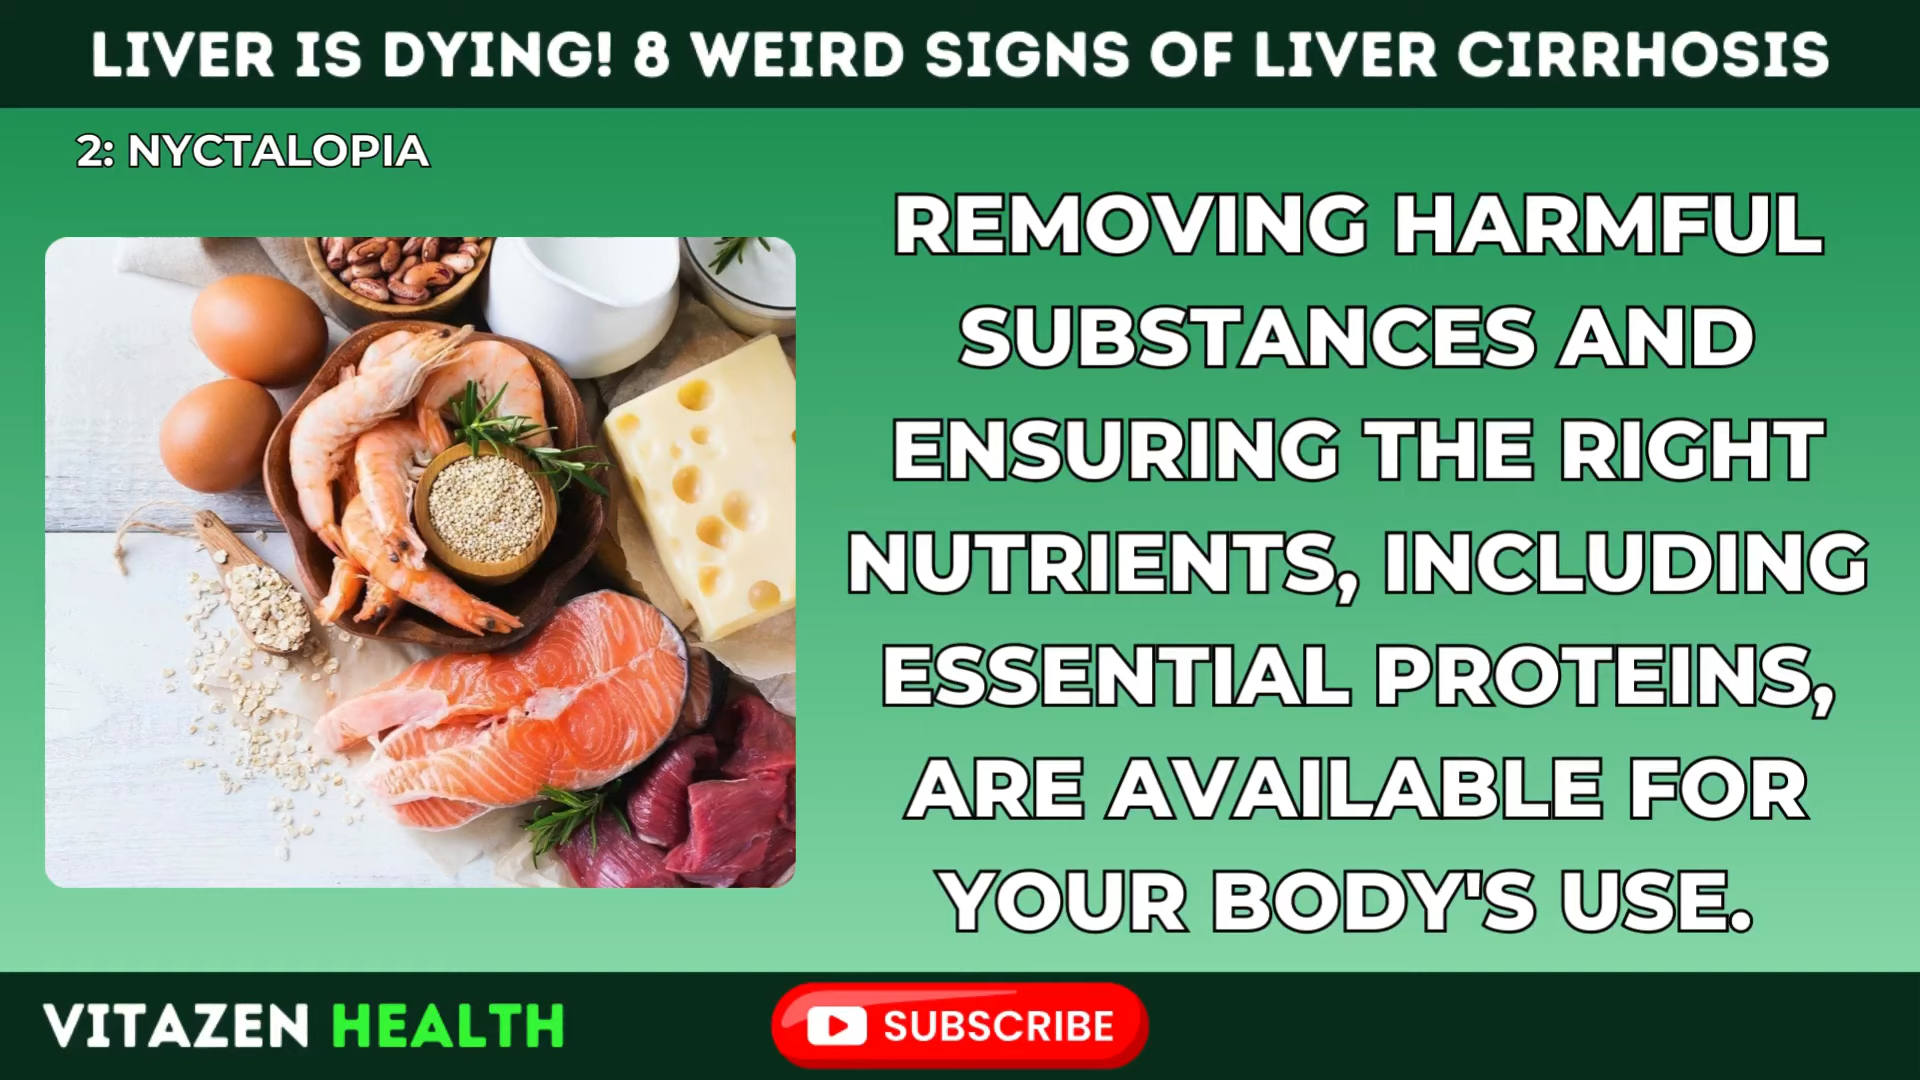 LIVER IS DYING! 8 WEIRD SIGNS OF LIVER CIRRHOSIS
2: NYCTALOPIA
REMOVING HARMFUL
SUBSTANCES AND
ENSURING THE RIGHT
NUTRIENTS, INCLUDING
ESSENTIAL PROTEINS,
ARE AVAILABLE FOR
YOUR BODY'S USE.
VITAZEN HEALTH
SUBSCRIBE